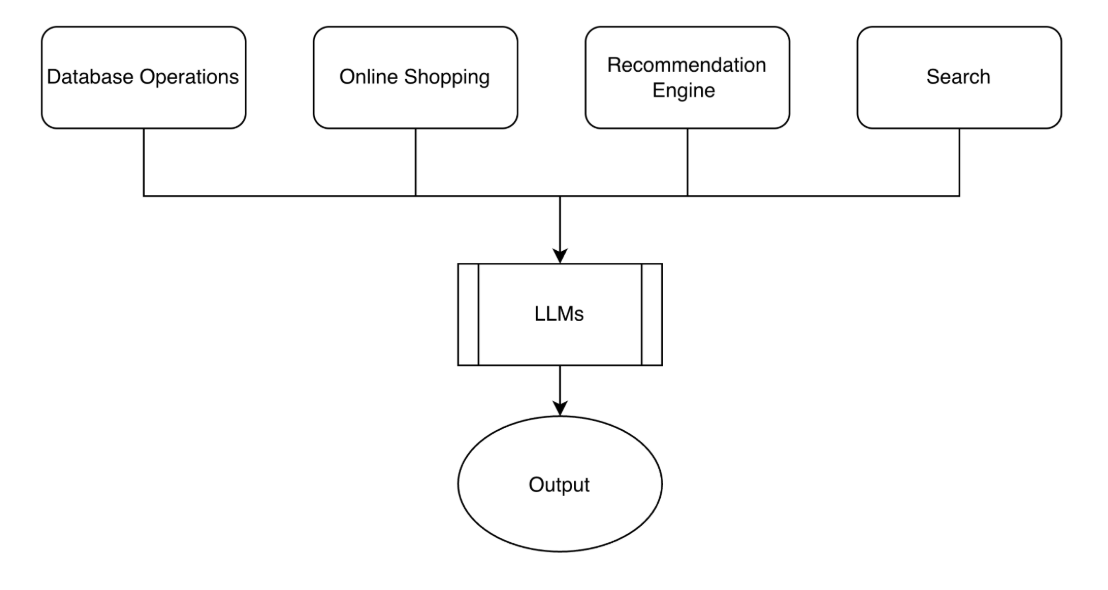 Database Operations
Online Shopping
Recommendation
Engine
Search
LLMs
Output